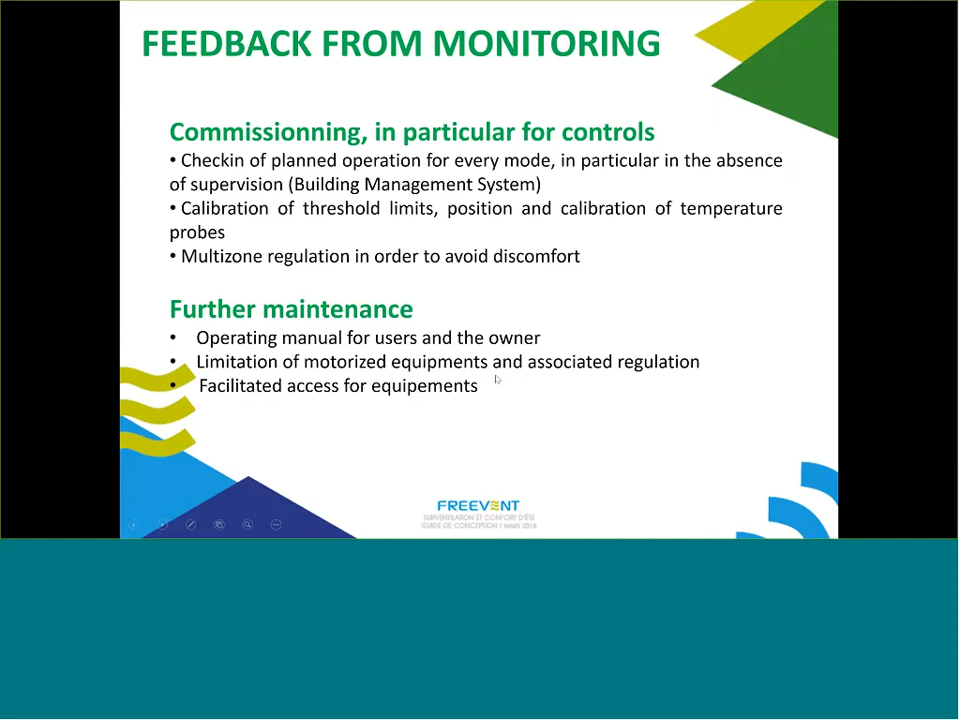 FEEDBACK FROM MONITORING
Commissionning, in particular for controls
• Checkin of planned operation for every mode, in particular in the absence
of supervision (Building Management System)
• Calibration of threshold limits, position and calibration of temperature
probes
• Multizone regulation in order to avoid discomfort
Further maintenance
• Operating manual for users and the owner
• Limitation of motorized equipments and associated regulation
• Facilitated access for equipements
FREEVENT
SURVENTILATION ET CONFORT D'ÉTÉ
GUIDE DE CONCEPTION I MARS 2018